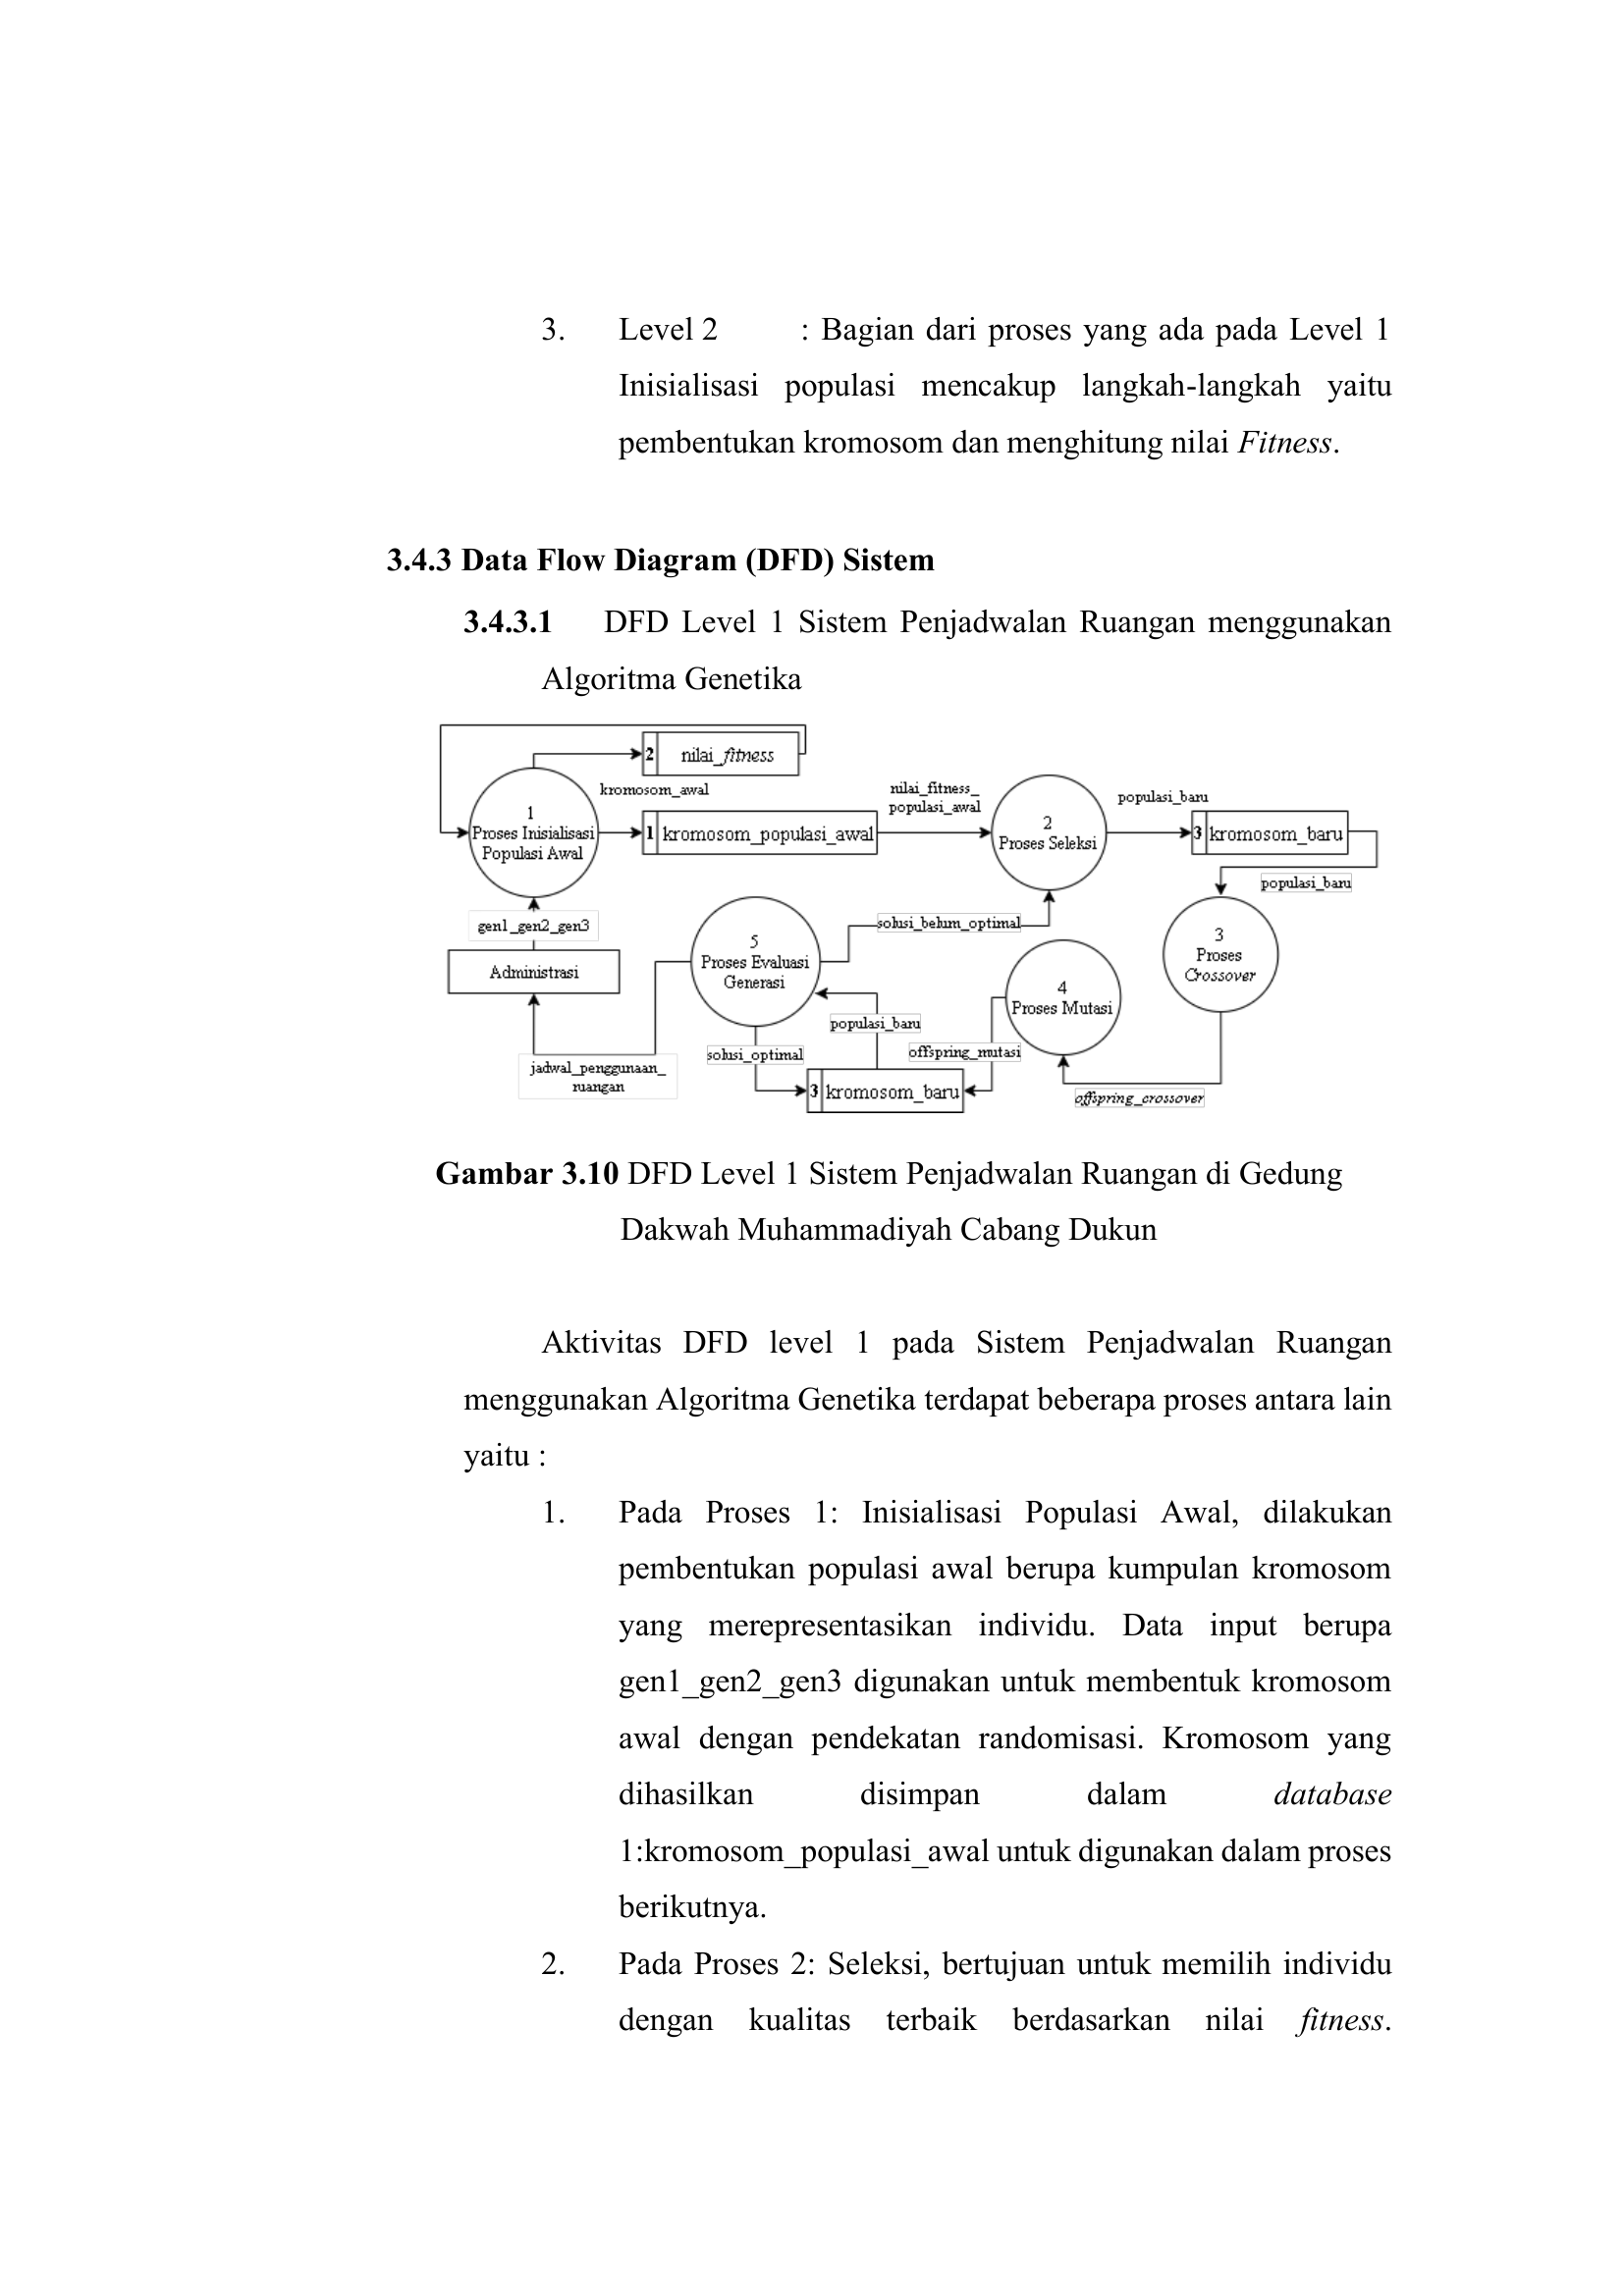 3. Level 2 : Bagian dari proses yang ada pada Level 1
Inisialisasi populasi mencakup langkah-langkah yaitu
pembentukan kromosom dan menghitung nilai Fitness.
3.4.3 Data Flow Diagram (DFD) Sistem
3.4.3.1 DFD Level 1 Sistem Penjadwalan Ruangan menggunakan
Algoritma Genetika
2 nilai_fitness
kromosom_awal
1
Proses Inisialisasi
Populasi Awal
1 kromosom_populasi_awal
nilai_fitness_
populasi_awal
2
Proses Seleksi
populasi_baru
3 kromosom_baru
populasi_baru
gen1_gen2_gen3
Administrasi
5
Proses Evaluasi
Generasi
solusi_belum_optimal
4
Proses Mutasi
3
Proses
Crossover
populasi_baru
solusi_optimal
offspring_mutasi
jadwal_penggunaan_
ruangan
3 kromosom_baru
offspring_crossover
Gambar 3.10 DFD Level 1 Sistem Penjadwalan Ruangan di Gedung
Dakwah Muhammadiyah Cabang Dukun
Aktivitas DFD level 1 pada Sistem Penjadwalan Ruangan
menggunakan Algoritma Genetika terdapat beberapa proses antara lain
yaitu :
1. Pada Proses 1: Inisialisasi Populasi Awal, dilakukan
pembentukan populasi awal berupa kumpulan kromosom
yang merepresentasikan individu. Data input berupa
gen1_gen2_gen3 digunakan untuk membentuk kromosom
awal dengan pendekatan randomisasi. Kromosom yang
dihasilkan disimpan dalam database
1:kromosom_populasi_awal untuk digunakan dalam proses
berikutnya.
2. Pada Proses 2: Seleksi, bertujuan untuk memilih individu
dengan kualitas terbaik berdasarkan nilai fitness.